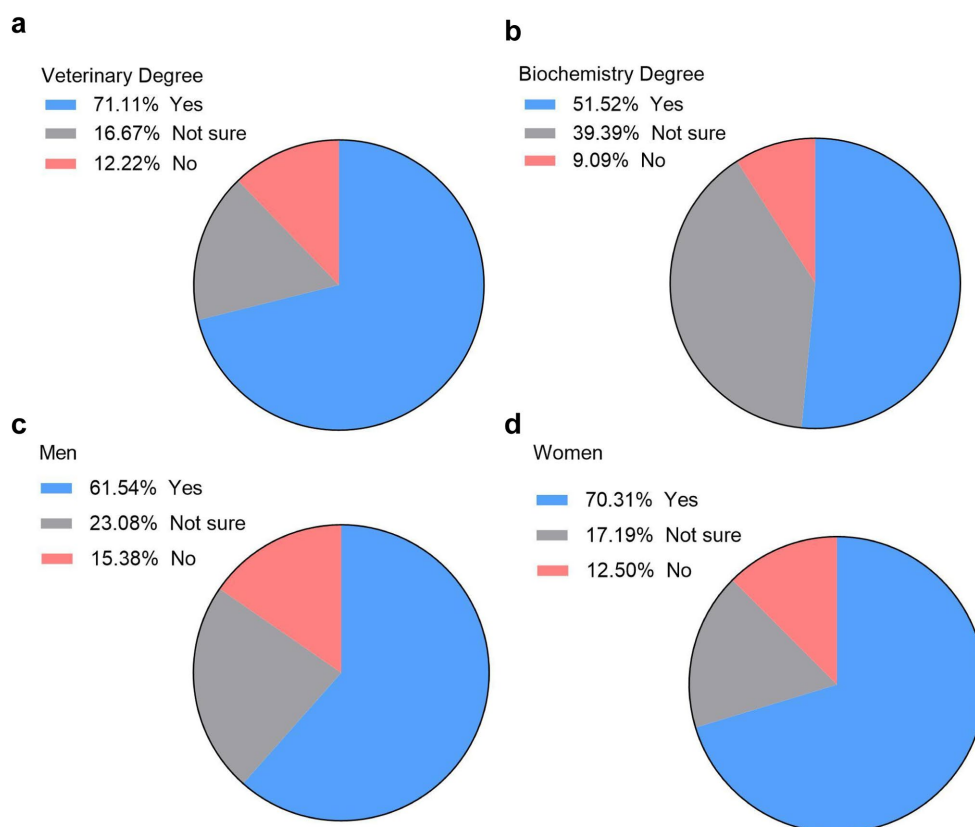 a
Veterinary Degree
71.11% Yes
16.67% Not sure
12.22% No
b
Biochemistry Degree
51.52% Yes
39.39% Not sure
9.09% No
c
Men
61.54% Yes
23.08% Not sure
15.38% No
d
Women
70.31% Yes
17.19% Not sure
12.50% No